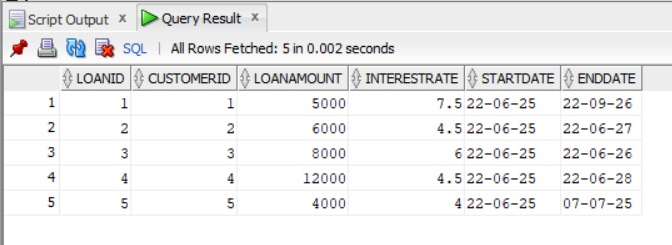 Script Output x Query Result x
SQL | All Rows Fetched: 5 in 0.002 seconds
LOANID CUSTOMERID LOANAMOUNT INTERESTRATE STARTDATE ENDDATE
1 1 1 5000 7.5 22-06-25 22-09-26
2 2 2 6000 4.5 22-06-25 22-06-27
3 3 3 8000 6 22-06-25 22-06-26
4 4 4 12000 4.5 22-06-25 22-06-28
5 5 5 4000 4 22-06-25 07-07-25